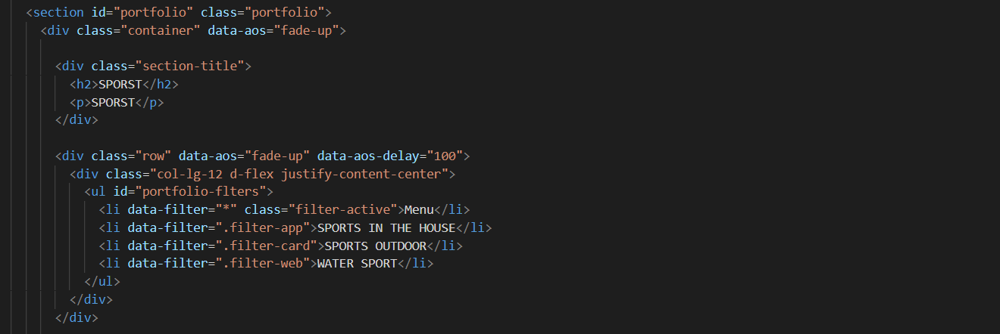 <section id="portfolio" class="portfolio">
<div class="container" data-aos="fade-up">
<div class="section-title">
<h2>SPORST</h2>
<p>SPORST</p>
</div>
<div class="row" data-aos="fade-up" data-aos-delay="100">
<div class="col-lg-12 d-flex justify-content-center">
<ul id="portfolio-flters">
<li data-filter="*" class="filter-active">Menu</li>
<li data-filter=".filter-app">SPORTS IN THE HOUSE</li>
<li data-filter=".filter-card">SPORTS OUTDOOR</li>
<li data-filter=".filter-web">WATER SPORT</li>
</ul>
</div>
</div>